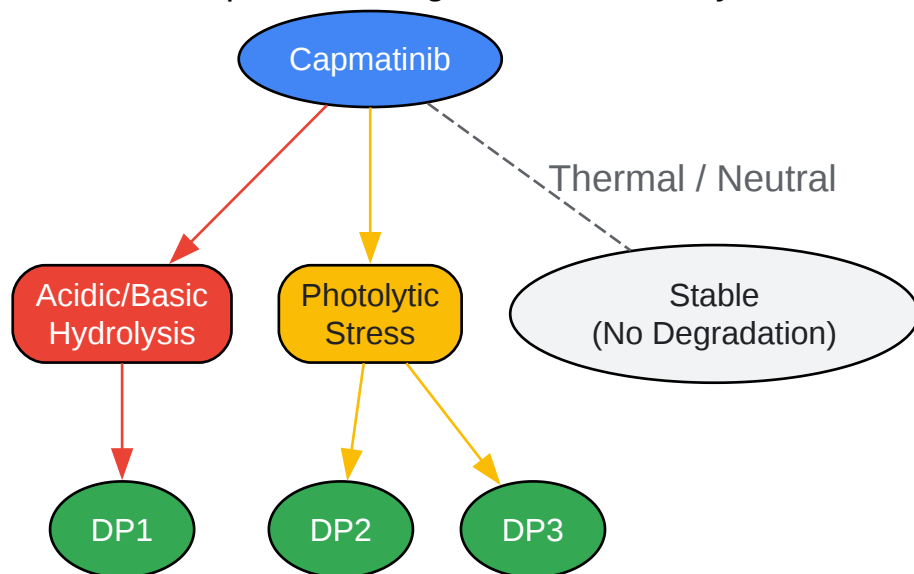 Capmatinib
Thermal / Neutral
Acidic/Basic
Hydrolysis
Photolytic
Stress
Stable
(No Degradation)
DP1
DP2
DP3